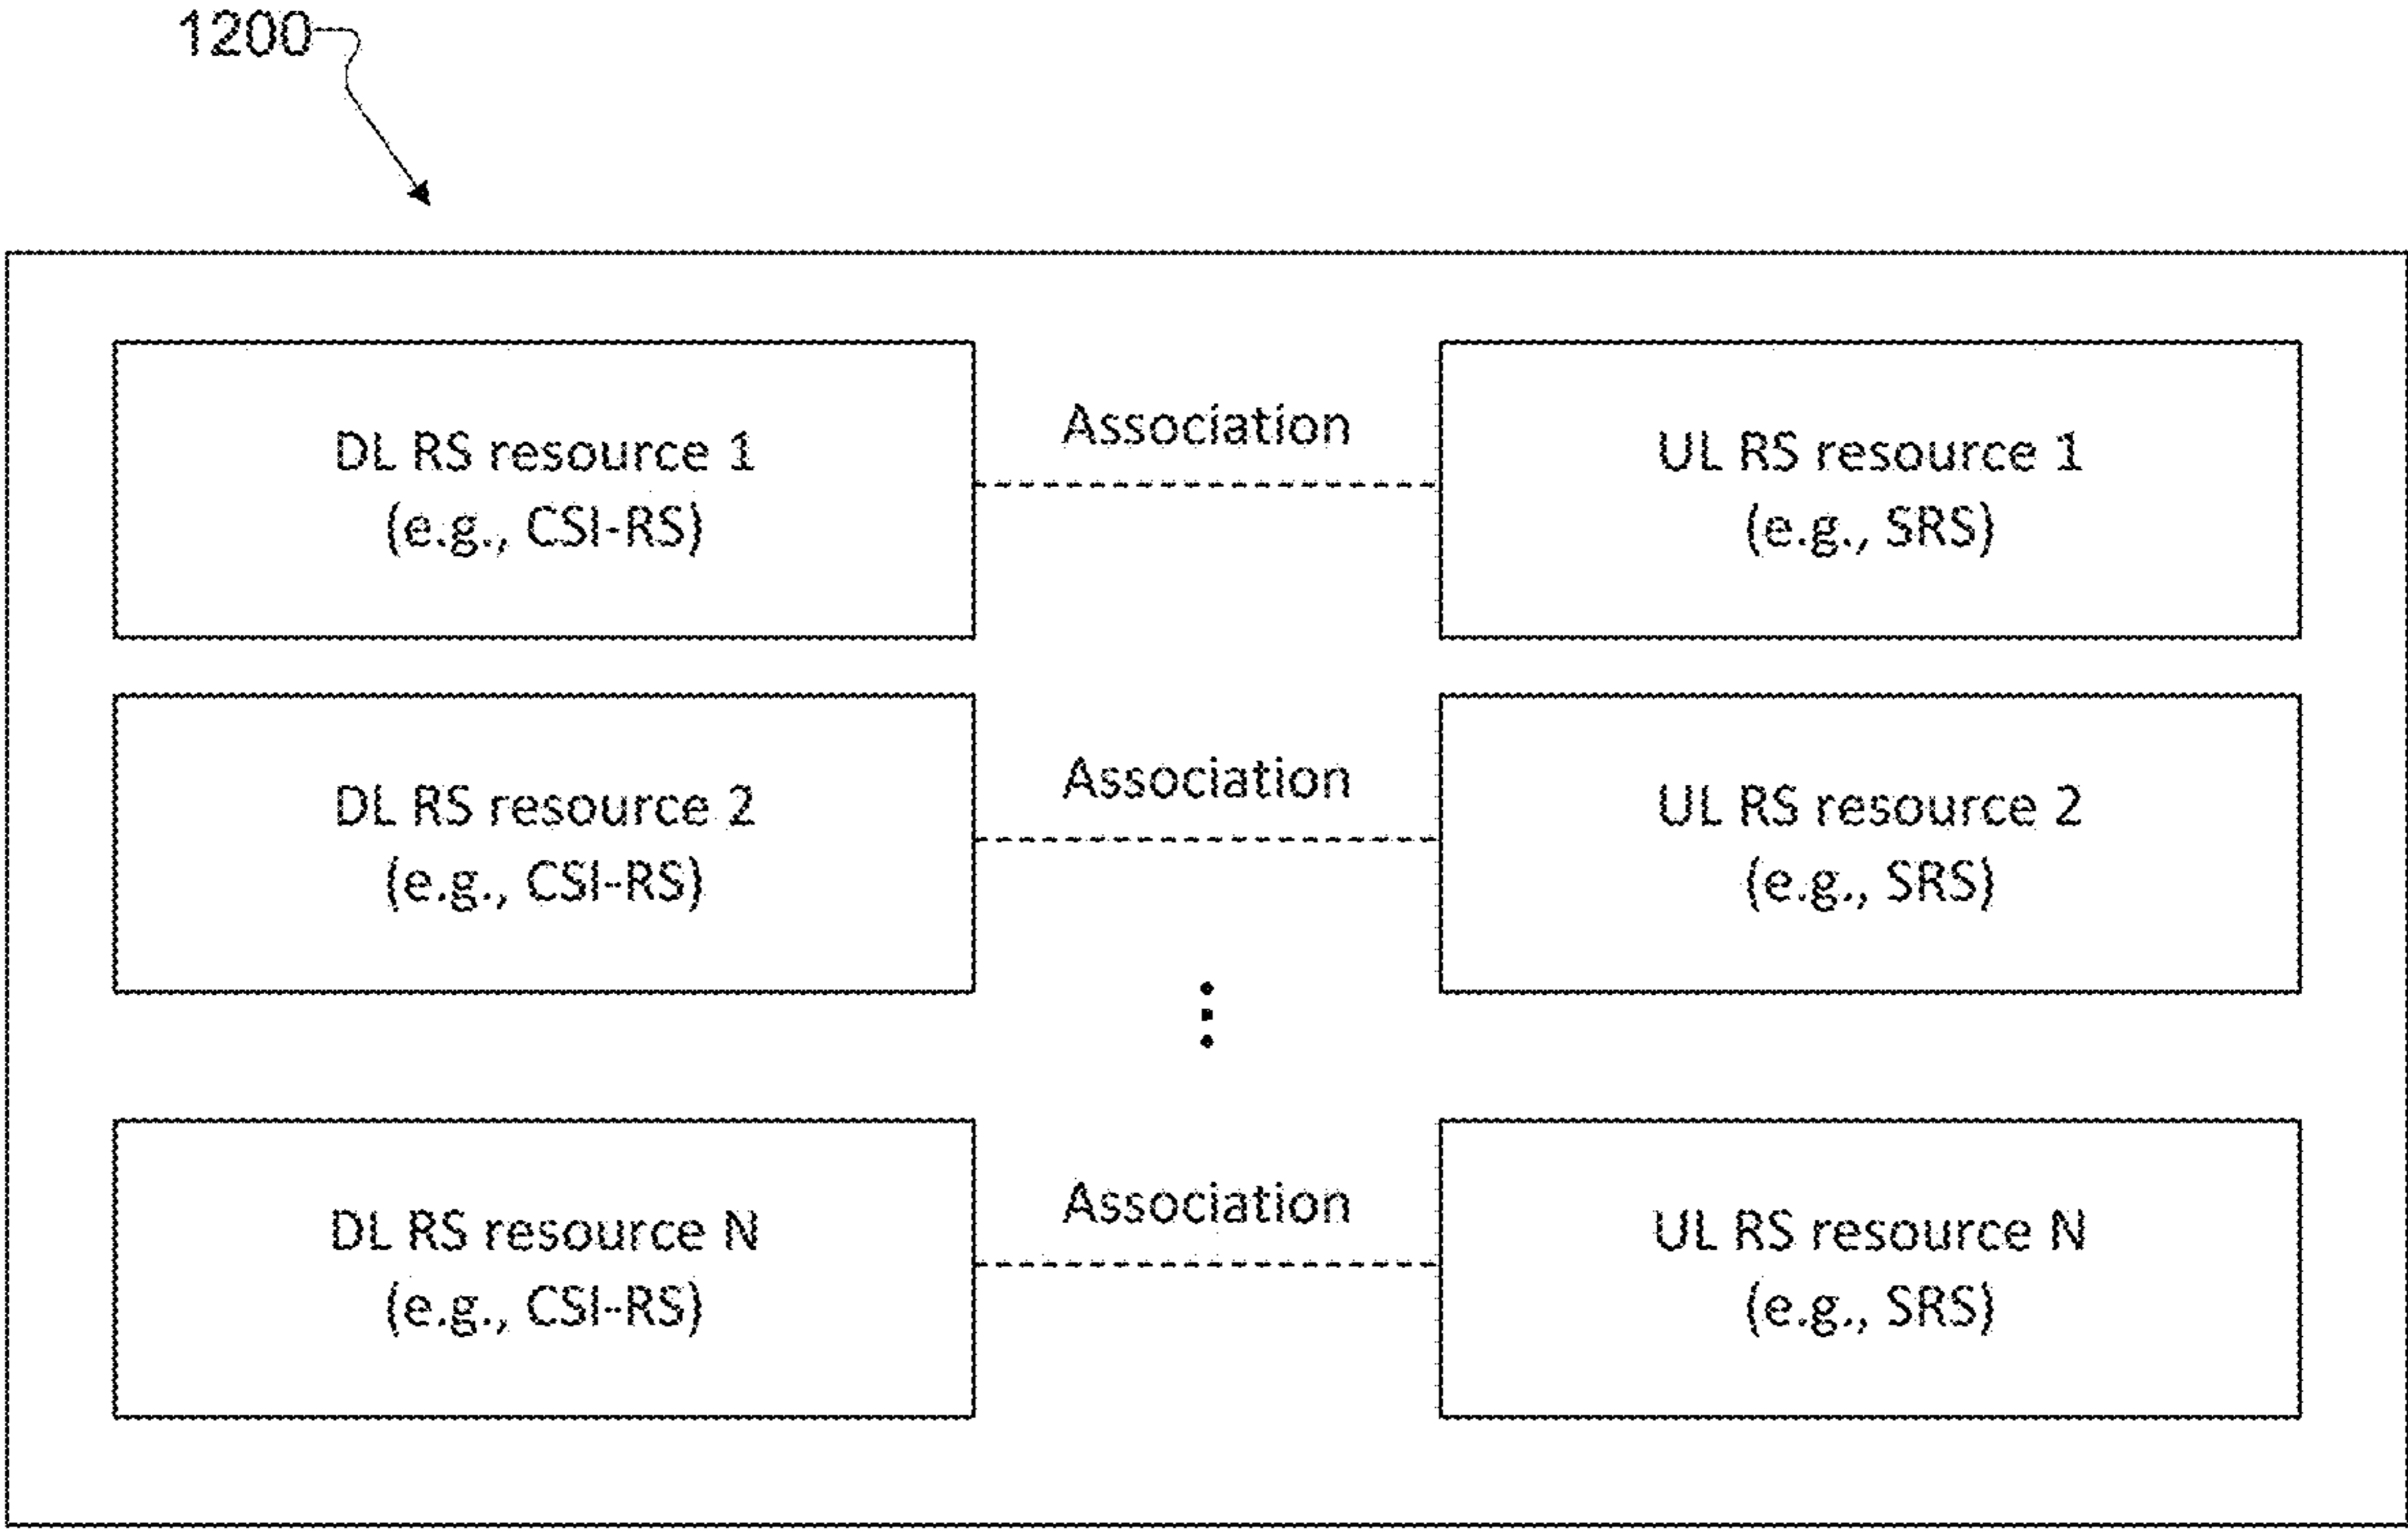 1200
DL RS resource 1
(e.g., CSI-RS)
Association
UL RS resource 1
(e.g., SRS)
DL RS resource 2
(e.g., CSI-RS)
Association
UL RS resource 2
(e.g., SRS)
DL RS resource N
(e.g., CSI-RS)
Association
UL RS resource N
(e.g., SRS)